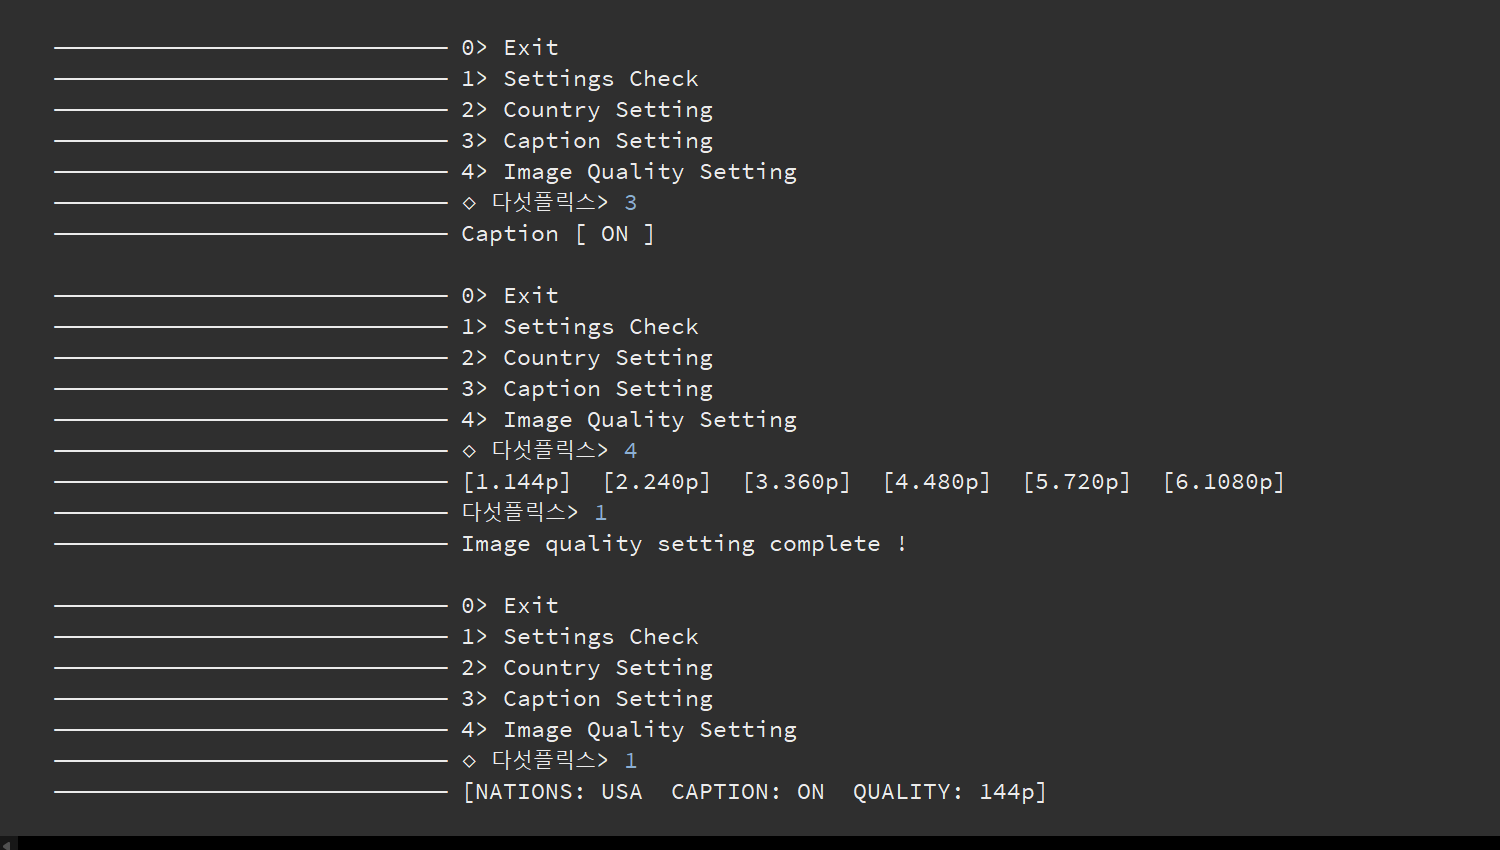 0> Exit
1> Settings Check
2> Country Setting
3> Caption Setting
4> Image Quality Setting
◇ 다섯플릭스> 3
Caption [ ON ]
0> Exit
1> Settings Check
2> Country Setting
3> Caption Setting
4> Image Quality Setting
◇ 다섯플릭스> 4
[1.144p]  [2.240p]  [3.360p]  [4.480p]  [5.720p]  [6.1080p]
다섯플릭스> 1
Image quality setting complete !
0> Exit
1> Settings Check
2> Country Setting
3> Caption Setting
4> Image Quality Setting
◇ 다섯플릭스> 1
[NATIONS: USA  CAPTION: ON  QUALITY: 144p]